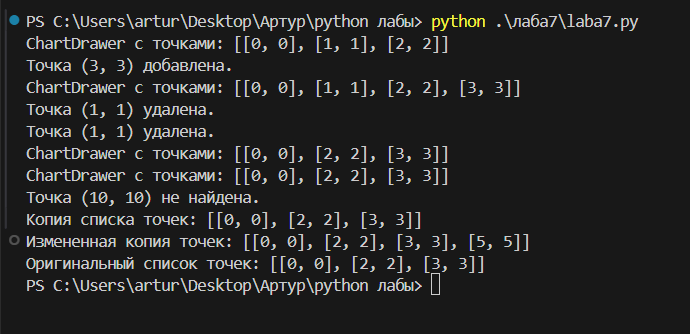 PS C:\Users\artur\Desktop\Артур\python лабы> python .\лаба7\laba7.py
ChartDrawer с точками: [[0, 0], [1, 1], [2, 2]]
Точка (3, 3) добавлена.
ChartDrawer с точками: [[0, 0], [1, 1], [2, 2], [3, 3]]
Точка (1, 1) удалена.
Точка (1, 1) удалена.
ChartDrawer с точками: [[0, 0], [2, 2], [3, 3]]
ChartDrawer с точками: [[0, 0], [2, 2], [3, 3]]
Точка (10, 10) не найдена.
Копия списка точек: [[0, 0], [2, 2], [3, 3]]
Измененная копия точек: [[0, 0], [2, 2], [3, 3], [5, 5]]
Оригинальный список точек: [[0, 0], [2, 2], [3, 3]]
PS C:\Users\artur\Desktop\Артур\python лабы>